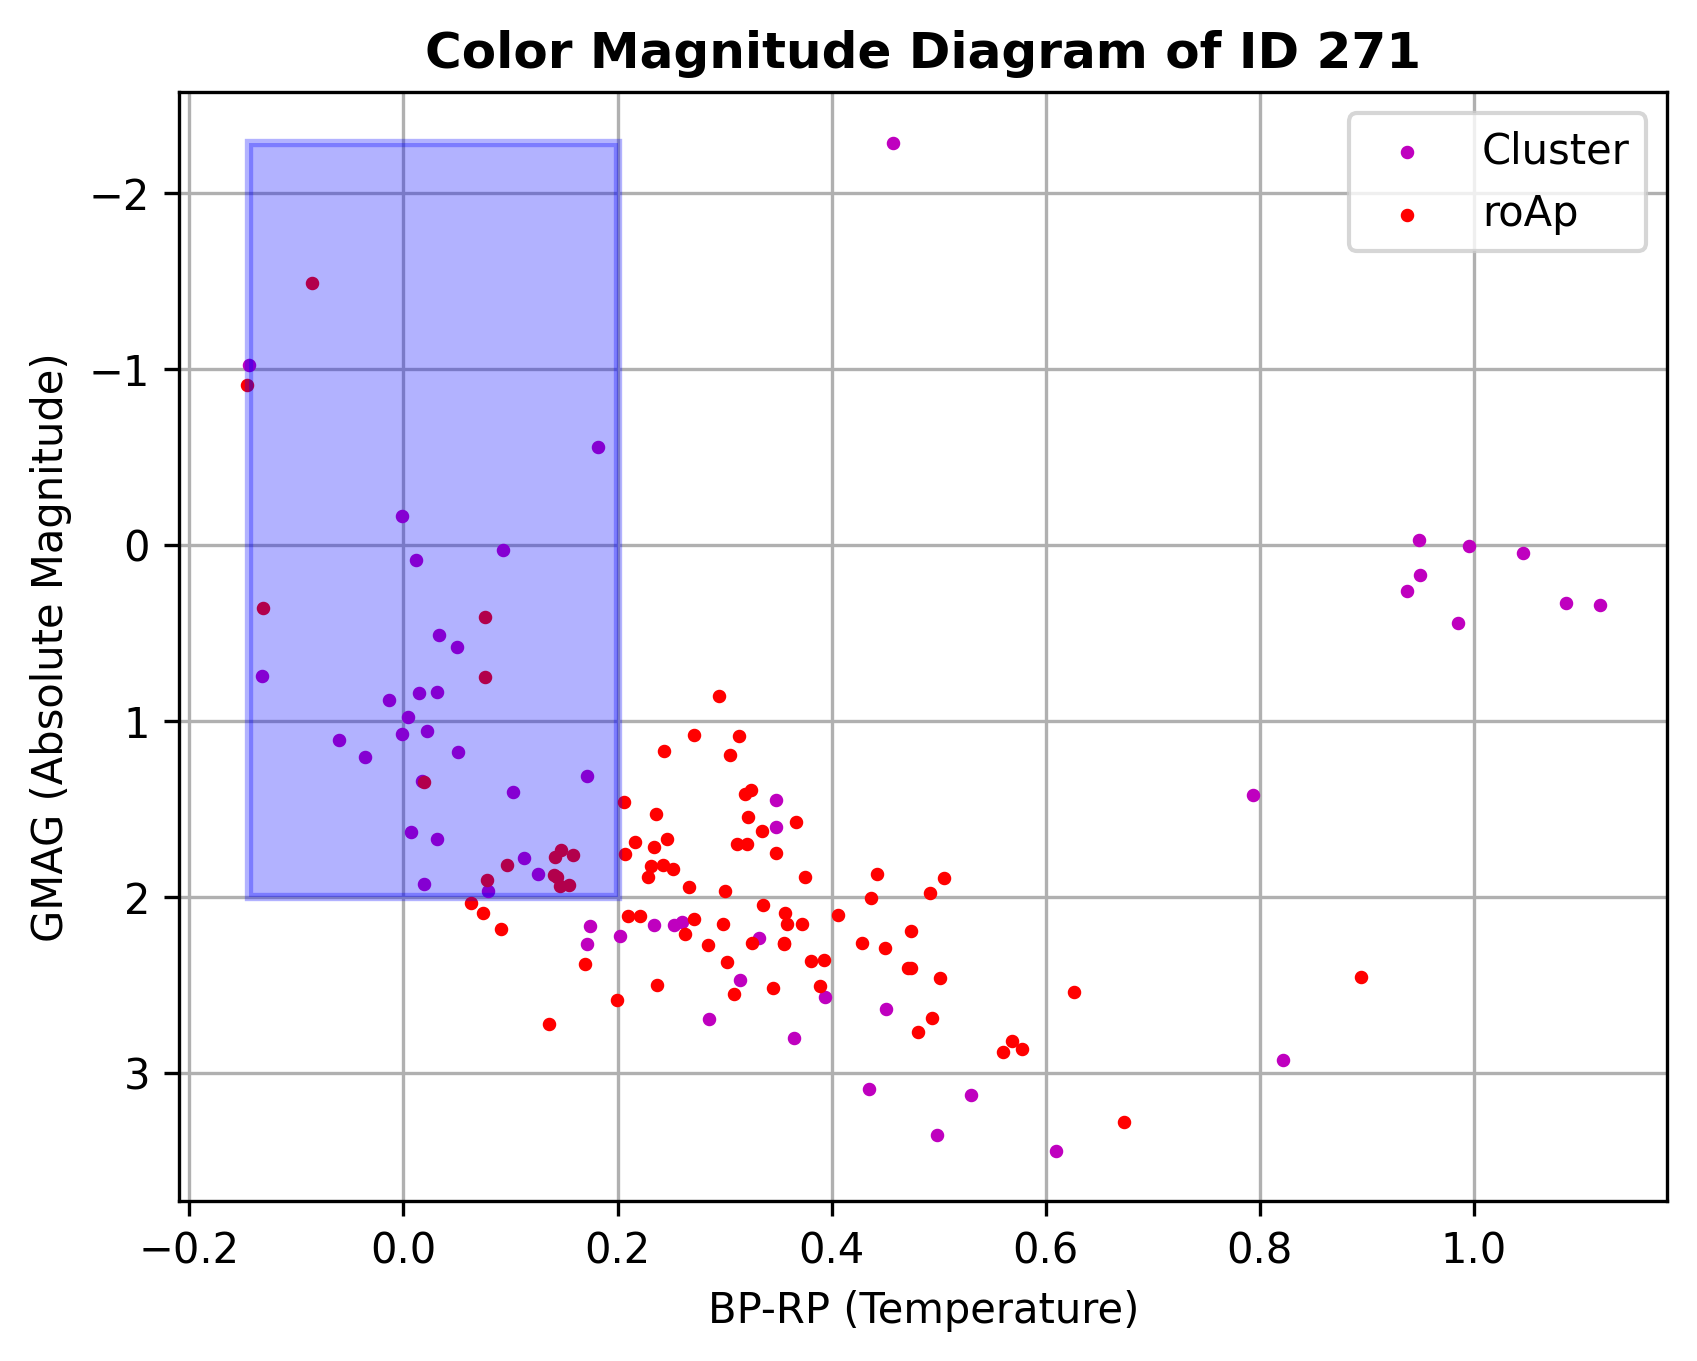 Color Magnitude Diagram of ID 271
Cluster
roAp
GMAG (Absolute Magnitude)
−2
−1
0
1
2
3
−0.2 0.0 0.2 0.4 0.6 0.8 1.0
BP-RP (Temperature)